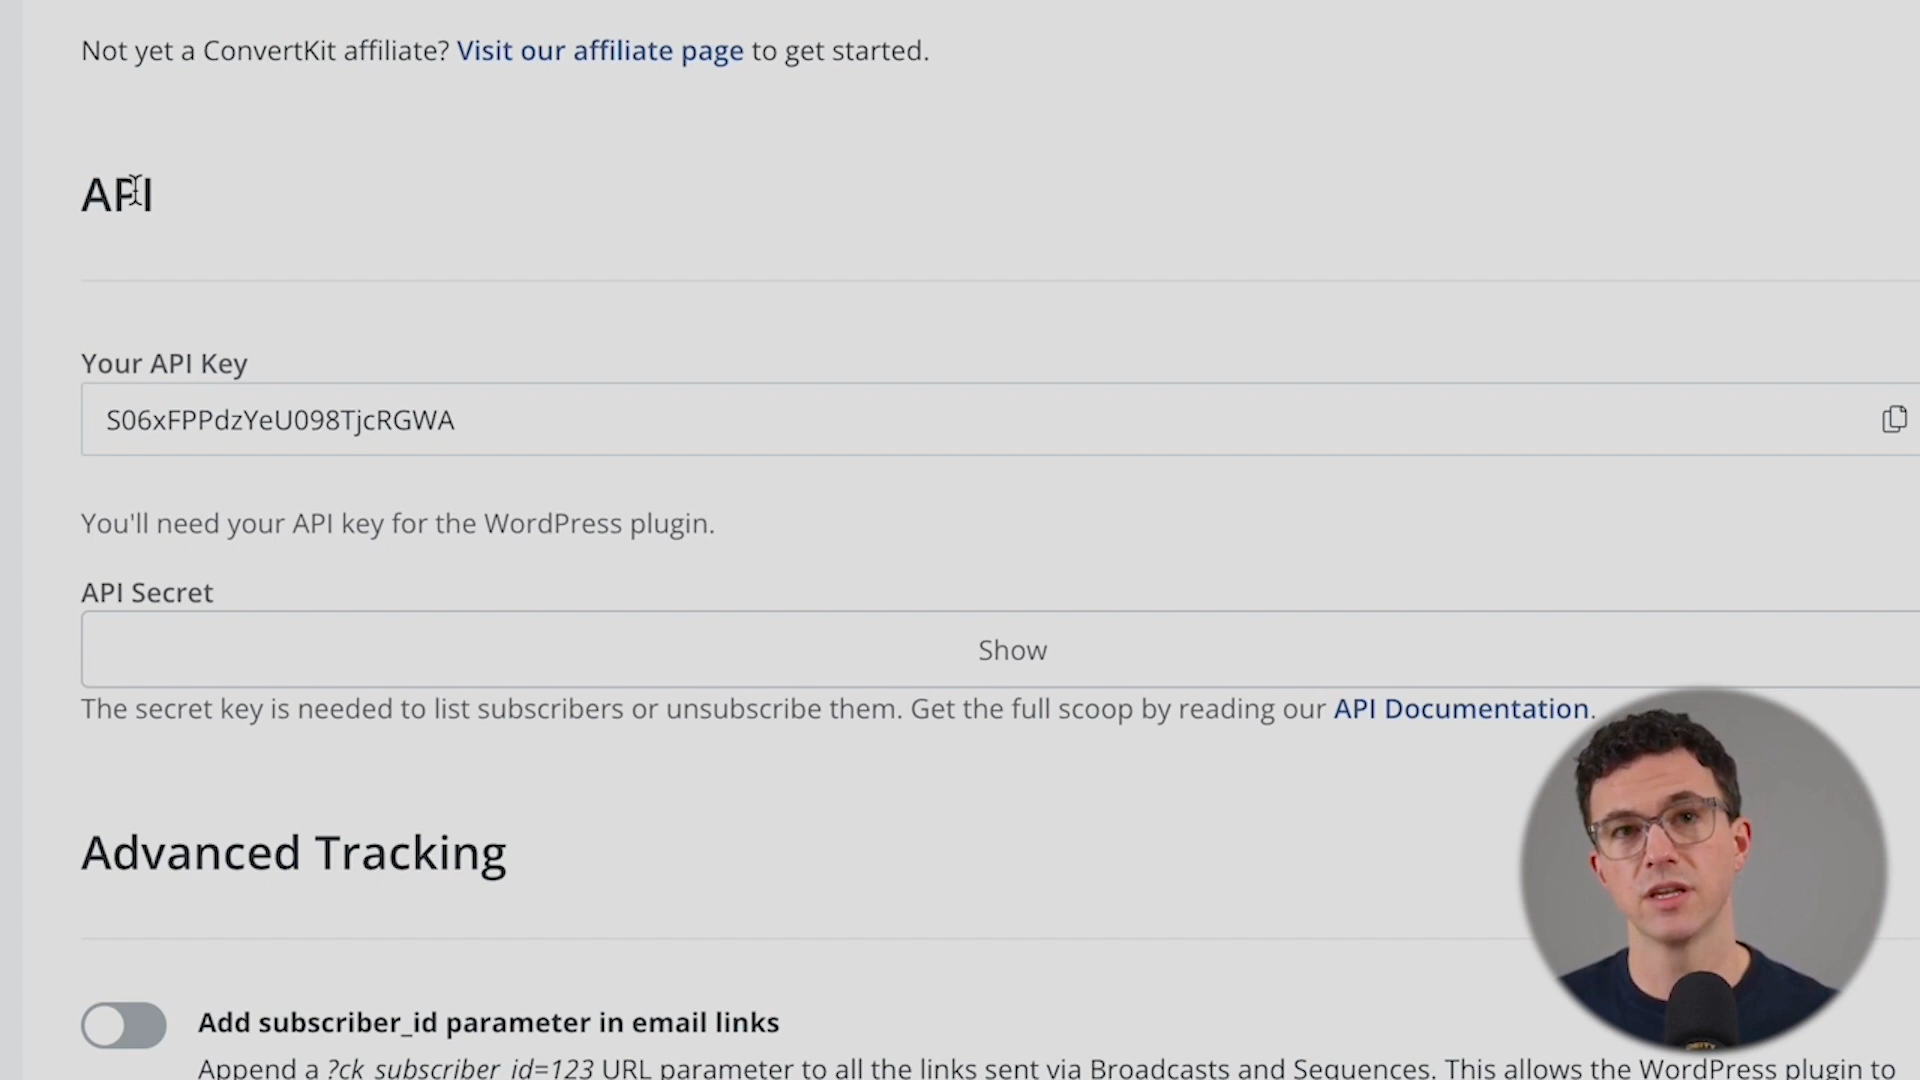 Not yet a ConvertKit affiliate? Visit our affiliate page to get started.
API
Your API Key
S06xFPPdzYeU098TjcRGWA
You'll need your API key for the WordPress plugin.
API Secret
Show
The secret key is needed to list subscribers or unsubscribe them. Get the full scoop by reading our API Documentation.
Advanced Tracking
Add subscriber_id parameter in email links
Append a ?ck_subscriber_id=123 URL parameter to all the links sent via Broadcasts and Sequences. This allows the WordPress plugin to